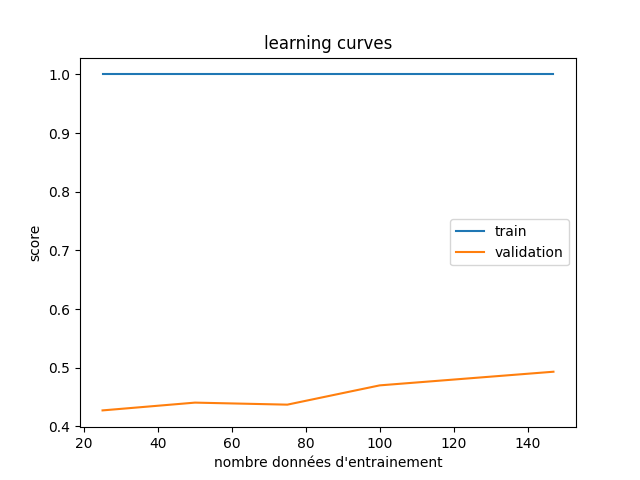 learning curves
1.0
0.9
0.8
0.7
0.6
0.5
0.4
score
train
validation
20 40 60 80 100 120 140
nombre données d'entrainement